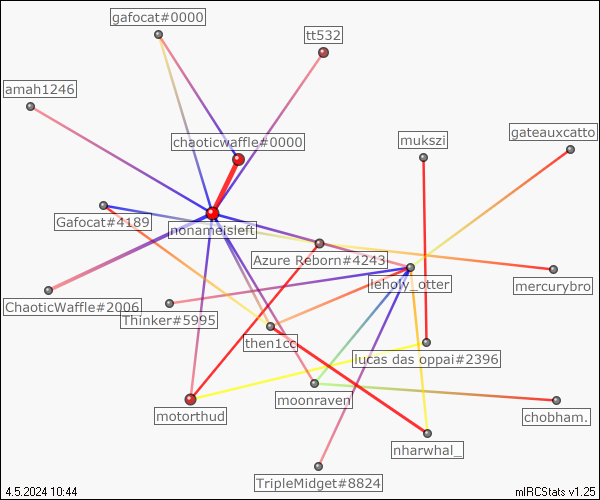 gafocat#0000
tt532
amah1246
chaoticwaffle#0000
mukszi
gateauxcatto
Gafocat#4189
nonameisleft
Azure Reborn#4243
leholy_otter
mercurybro
ChaoticWaffle#2006
Thinker#5995
then1cc
lucas das oppai#2396
motorthud
moonraven
chobham.
nharwhal_
TripleMidget#8824
4.5.2024 10:44
mIRCStats v1.25